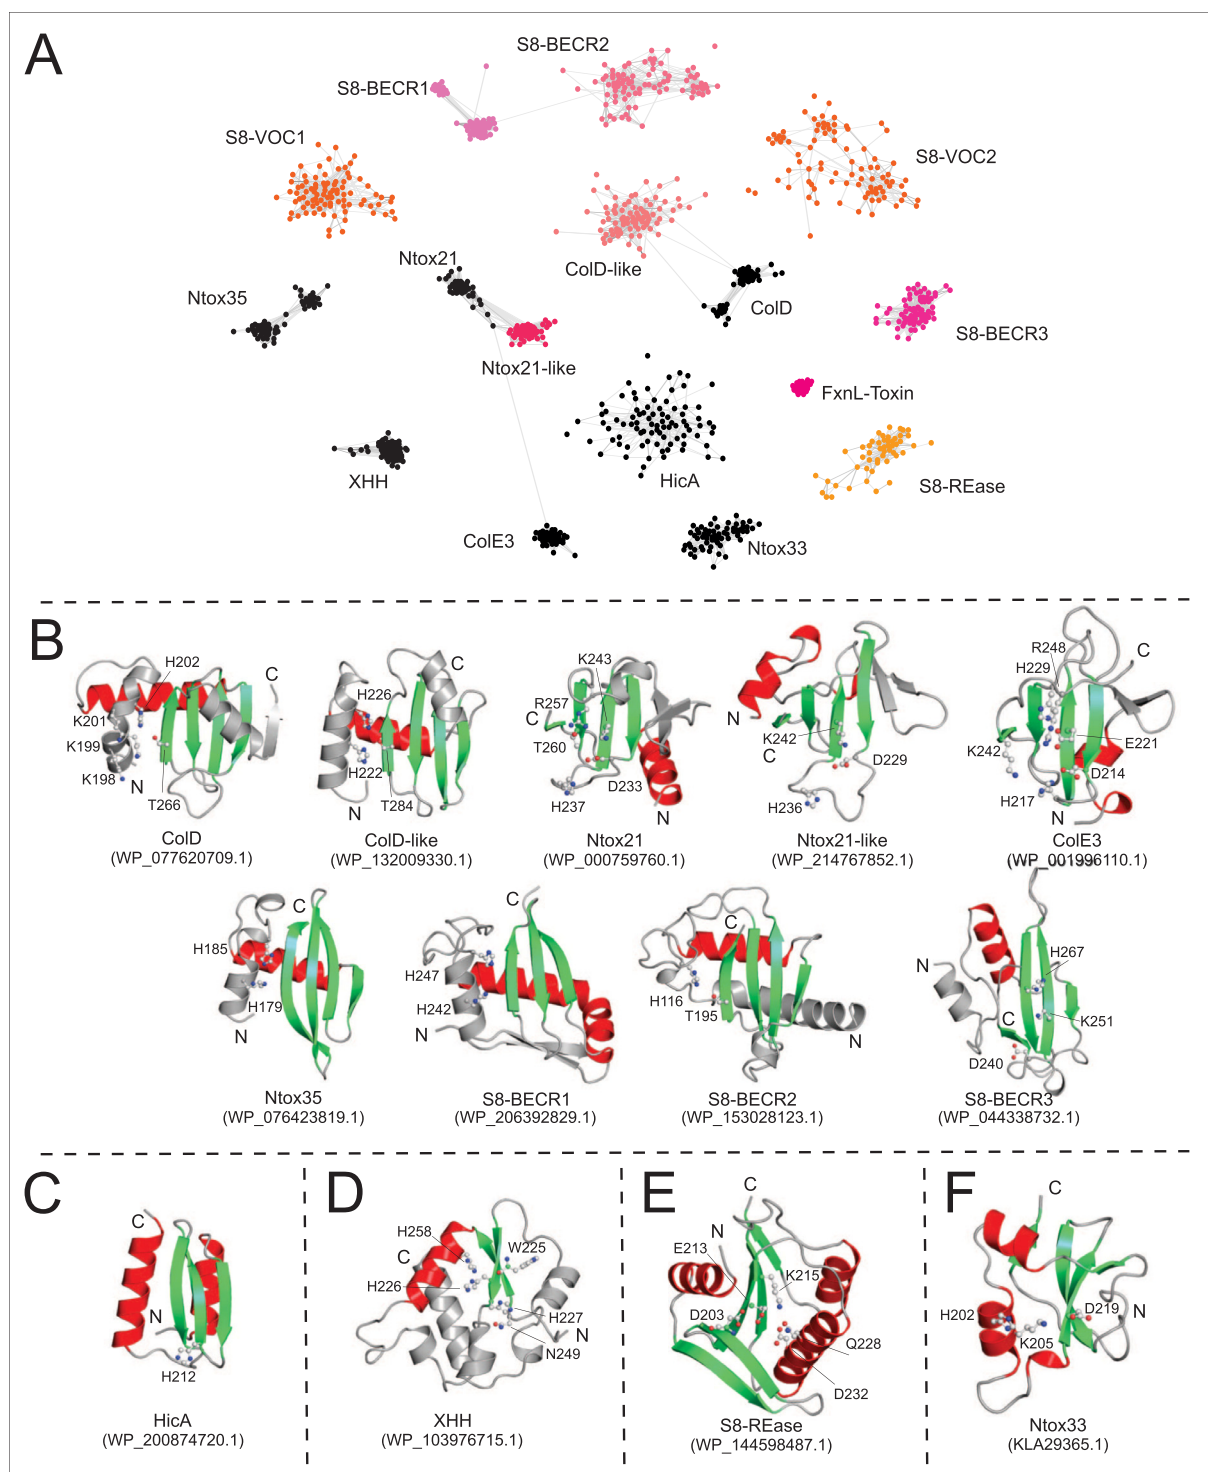 A
S8-BECR2
S8-BECR1
S8-VOC1
S8-VOC2
Ntox21
ColD-like
Ntox35
ColD
S8-BECR3
Ntox21-like
FxnL-Toxin
XHH
HicA
S8-REase
ColE3
Ntox33
B
H202
C
K201
K199
K198
N
T266
ColD
(WP_077620709.1)
C
H226
H222
T284
N
ColD-like
(WP_132009330.1)
K243
R257
C
T260
D233
H237
N
Ntox21
(WP_000759760.1)
N
K242
C
D229
H236
Ntox21-like
(WP_214767852.1)
R248
H229
C
K242
E221
D214
H217
N
ColE3
(WP_001996110.1)
C
H185
H179
N
Ntox35
(WP_076423819.1)
C
H247
H242
N
S8-BECR1
(WP_206392829.1)
C
H116
T195
N
S8-BECR2
(WP_153028123.1)
N
H267
C
K251
D240
S8-BECR3
(WP_044338732.1)
C
C
N
H212
HicA
(WP_200874720.1)
D
H258
C
W225
H226
H227
N
N249
XHH
(WP_103976715.1)
E
C
N
E213
K215
D203
Q228
D232
S8-REase
(WP_144598487.1)
F
C
H202
D219
N
K205
Ntox33
(KLA29365.1)